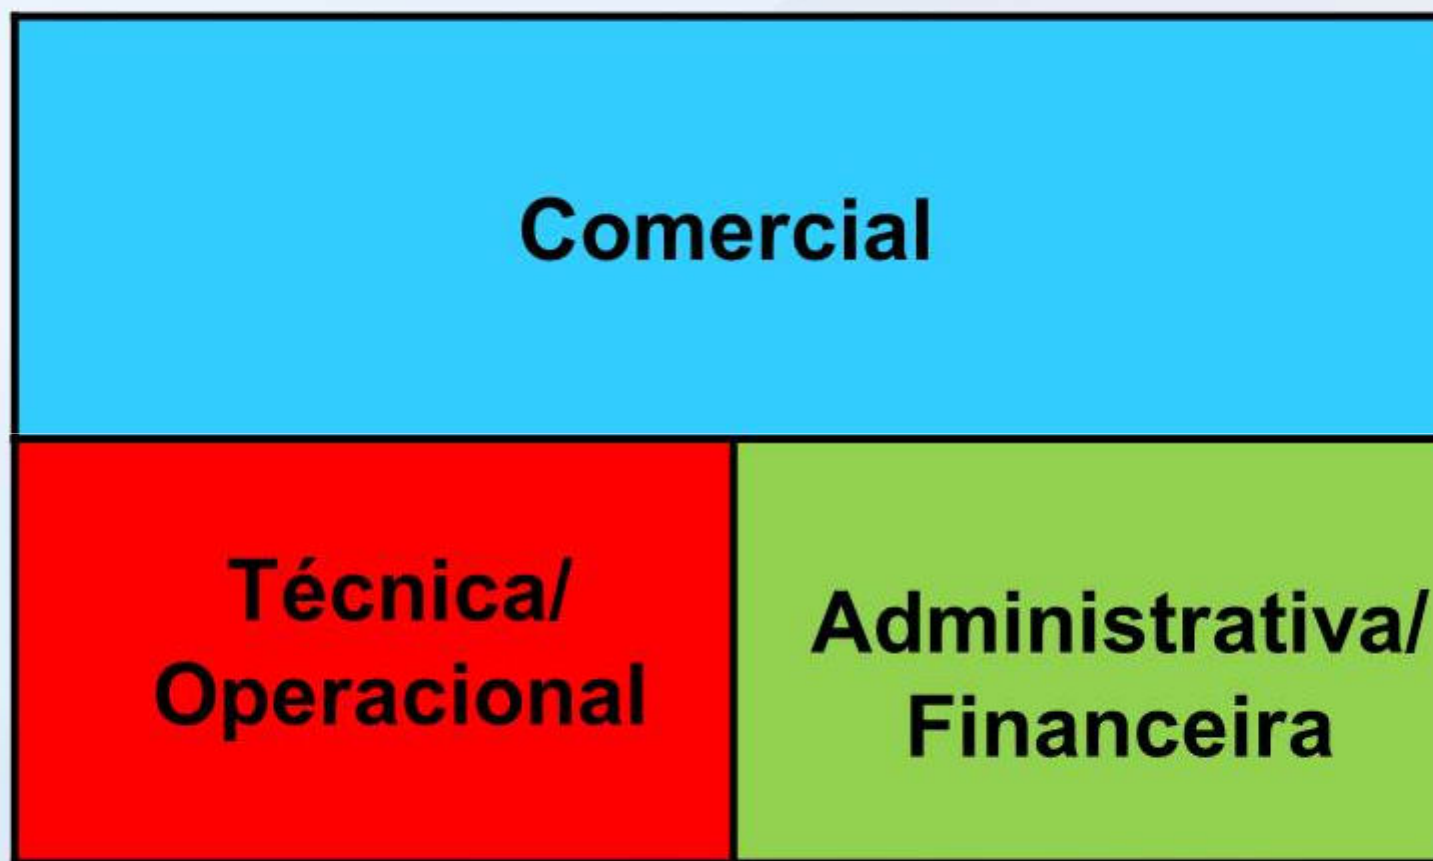 Comercial
Técnica/
Operacional
Administrativa/
Financeira